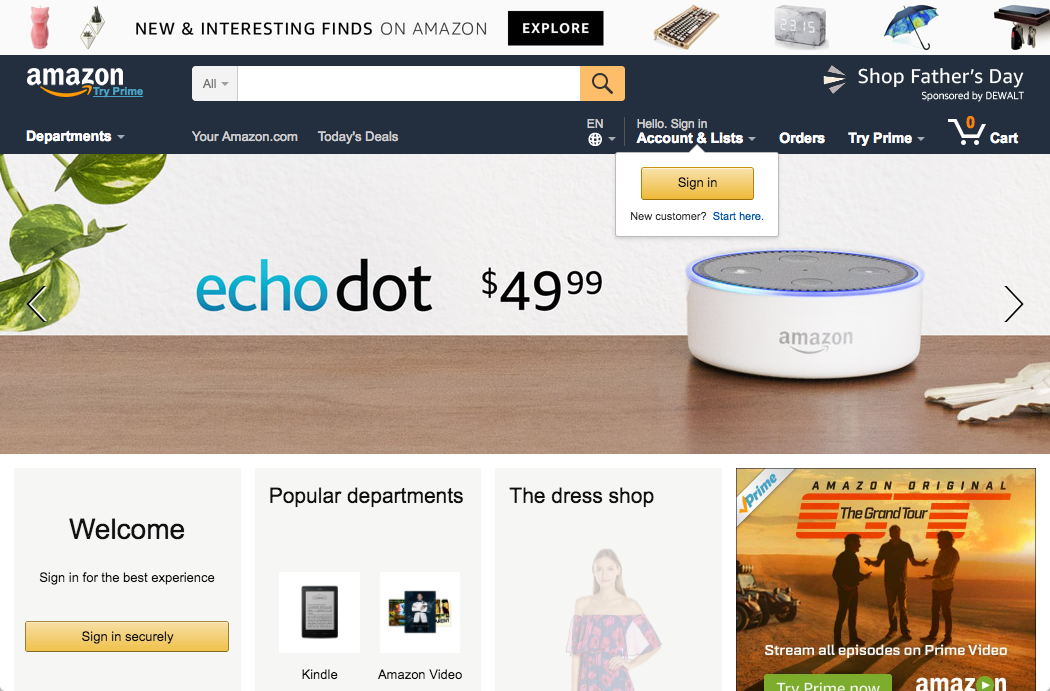 NEW & INTERESTING FINDS ON AMAZON
EXPLORE
23:15
amazon
Try Prime
All
Shop Father's Day
Sponsored by DEWALT
Departments
Your Amazon.com
Today's Deals
EN
Hello. Sign in
Account & Lists
Orders
Try Prime
0
Cart
Sign in
New customer? Start here.
echo dot $49 99
amazon
Welcome
Sign in for the best experience
Sign in securely
Popular departments
Kindle
Amazon Video
The dress shop
Prime
AMAZON ORIGINAL
The Grand Tour
Stream all episodes on Prime Video
Try Prime now
amazon